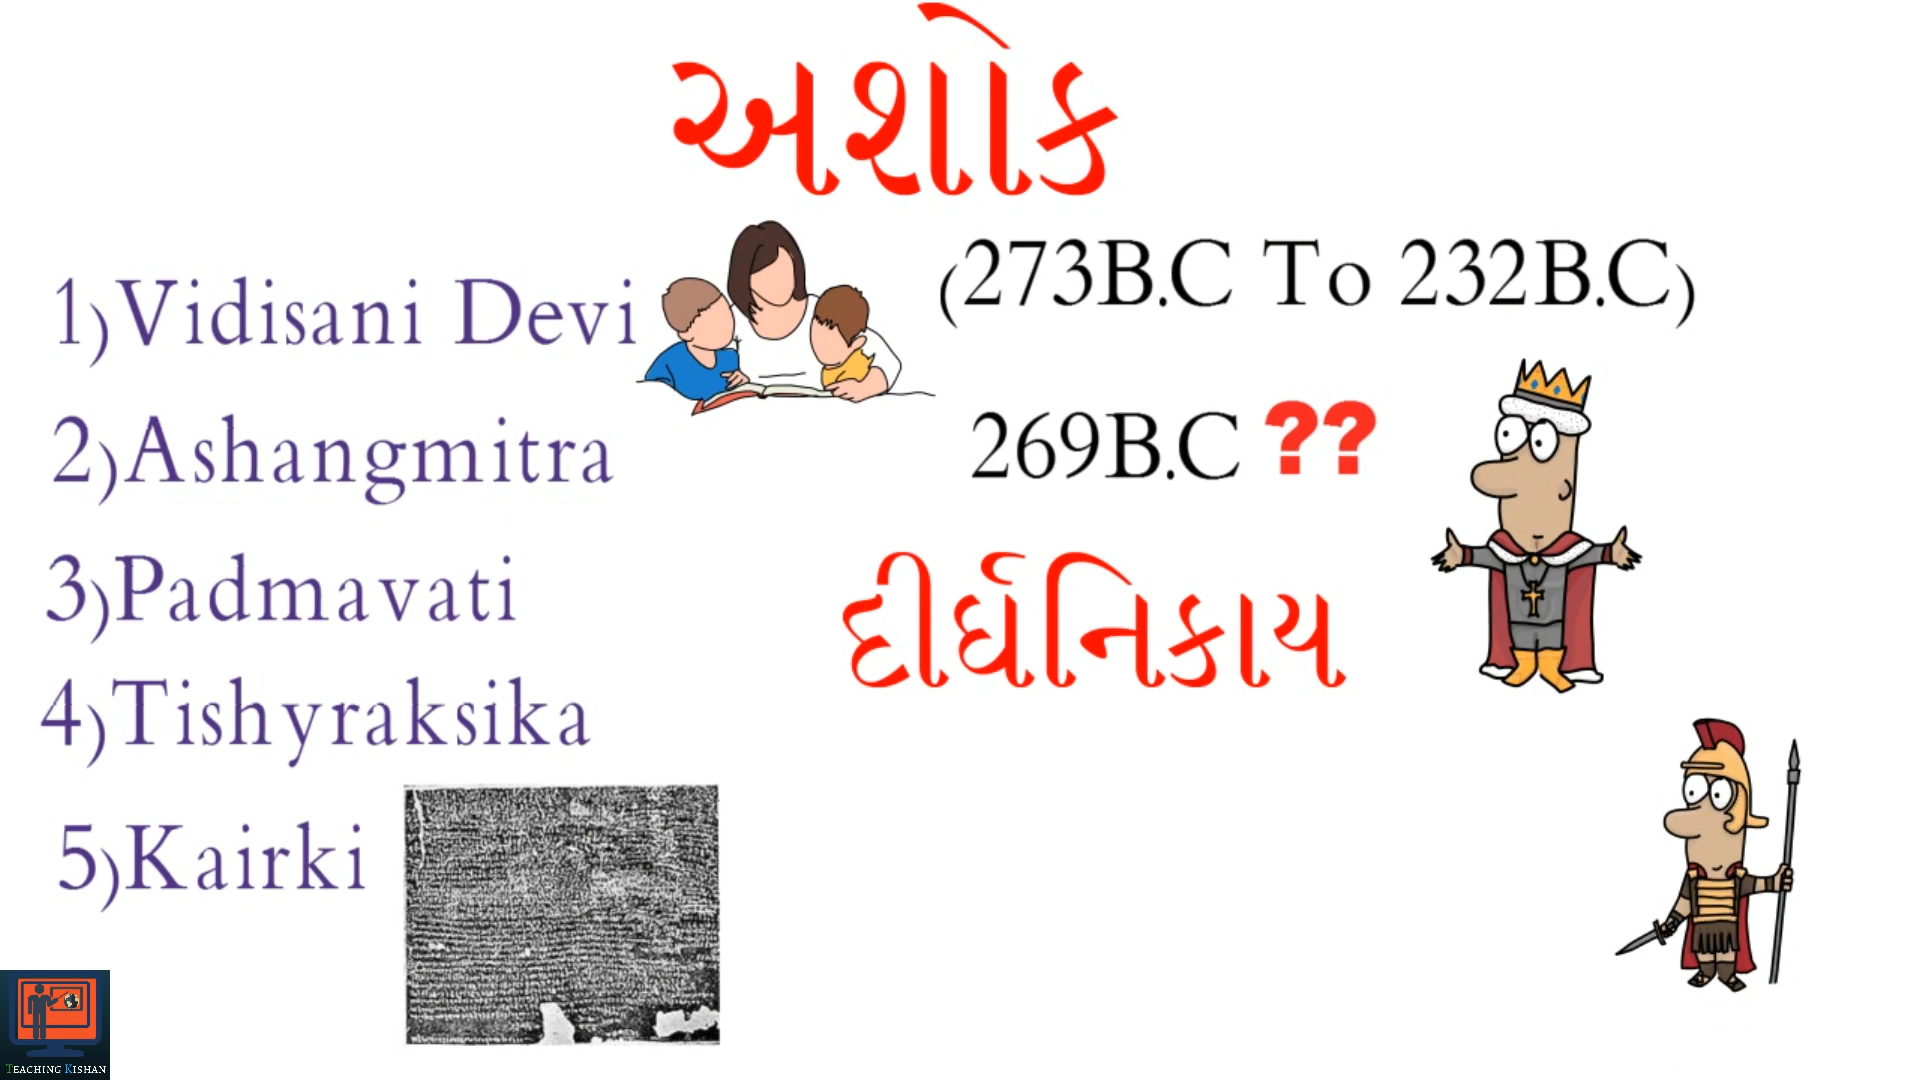 અશોક
(273B.C To 232B.C)
1)Vidisani Devi
2)Ashangmitra
269B.C ??
3)Padmavati
દીર્ઘનિકાય
4)Tishyraksika
5)Kairki
TEACHING KISHAN